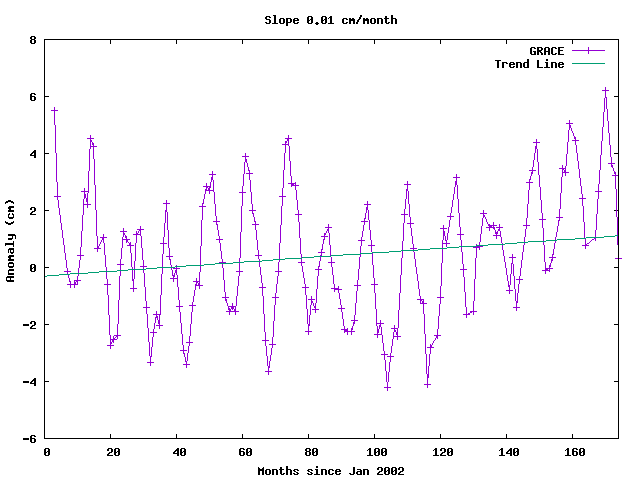 Slope 0.01 cm/month
GRACE
Trend Line
8
6
4
2
0
-2
-4
-6
Anomaly (cm)
0 20 40 60 80 100 120 140 160
Months since Jan 2002